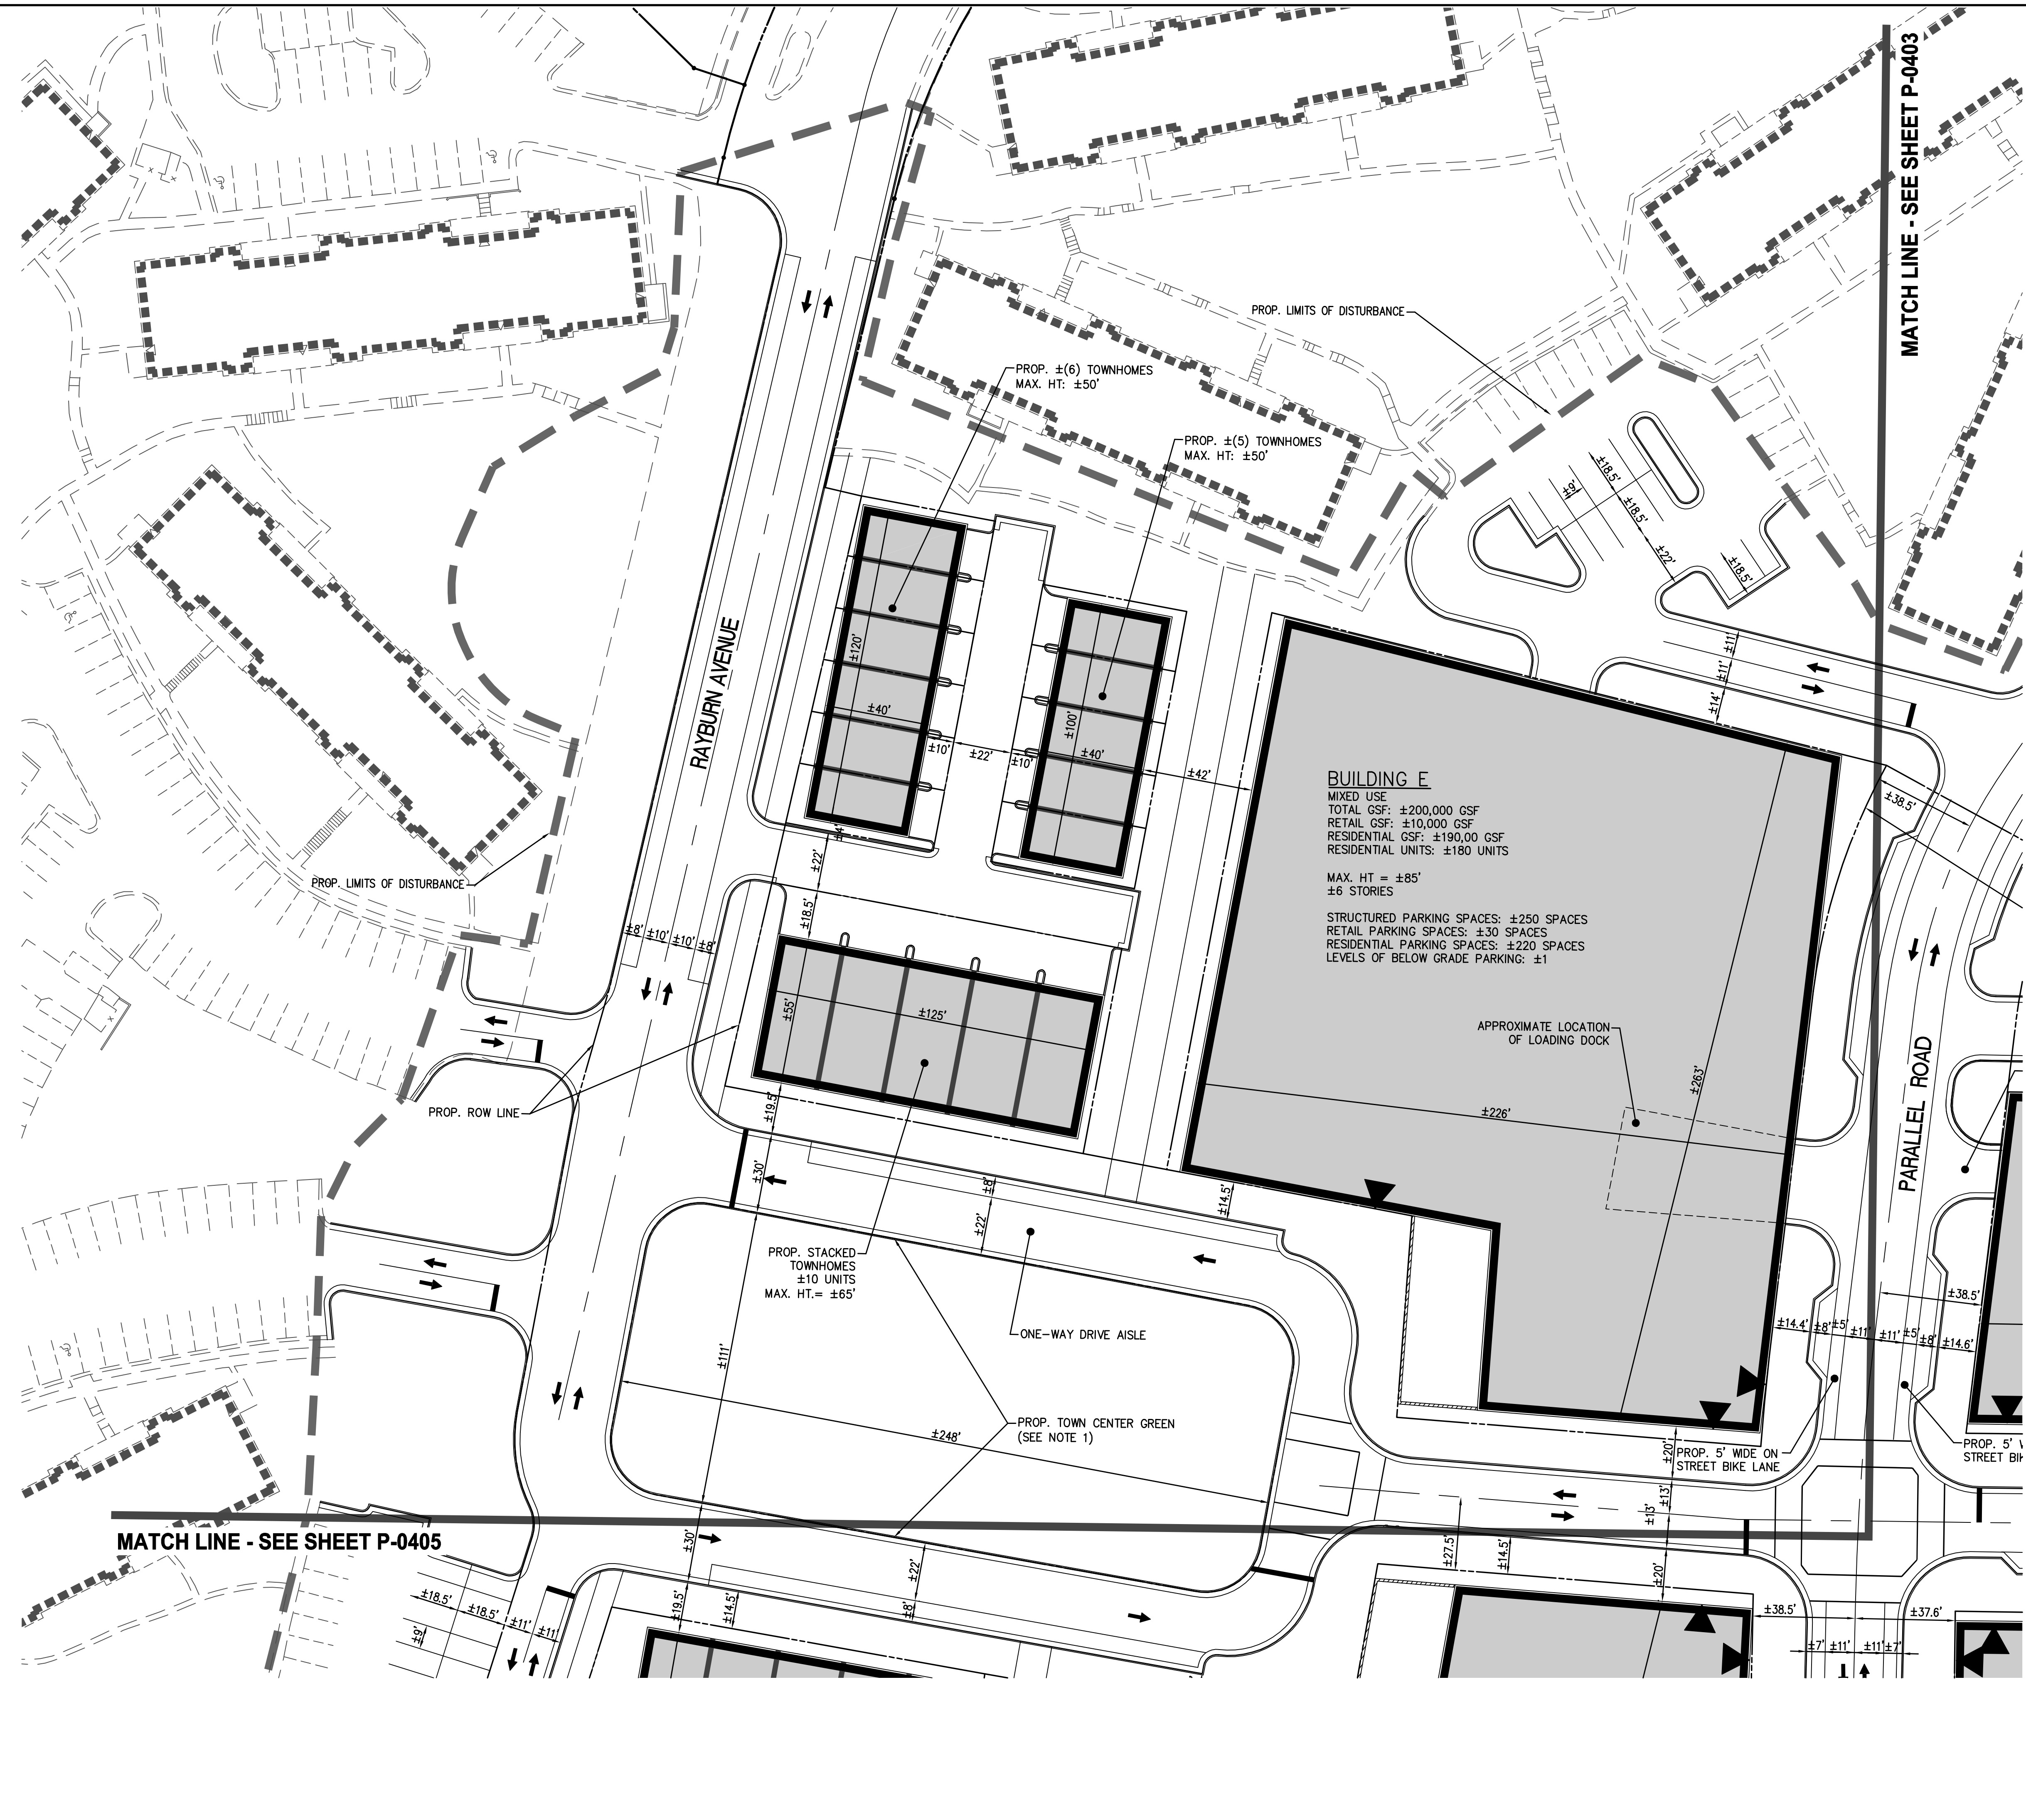 MATCH LINE - SEE SHEET P-0403
PROP. LIMITS OF DISTURBANCE
PROP. ±(6) TOWNHOMES
MAX. HT: ±50'
PROP. ±(5) TOWNHOMES
MAX. HT: ±50'
±18.5'
±9'
±18.5'
±22'
±18.5'
RAYBURN AVENUE
±120'
±40'
±10'
±22'
±10'
±100'
±40'
±42'
±11'
±11'
±14'
BUILDING E
MIXED USE
TOTAL GSF: ±200,000 GSF
RETAIL GSF: ±10,000 GSF
RESIDENTIAL GSF: ±190,00 GSF
RESIDENTIAL UNITS: ±180 UNITS
MAX. HT = ±85'
±6 STORIES
STRUCTURED PARKING SPACES: ±250 SPACES
RETAIL PARKING SPACES: ±30 SPACES
RESIDENTIAL PARKING SPACES: ±220 SPACES
LEVELS OF BELOW GRADE PARKING: ±1
±38.5'
±4'
±22'
±18.5'
PROP. LIMITS OF DISTURBANCE
±8'
±10'
±10'
±8'
±55'
±125'
APPROXIMATE LOCATION
OF LOADING DOCK
±263'
±226'
PARALLEL ROAD
PROP. ROW LINE
±19.5'
±30'
±8'
±22'
±14.5'
PROP. STACKED
TOWNHOMES
±10 UNITS
MAX. HT.= ±65'
ONE-WAY DRIVE AISLE
±38.5'
±14.4'
±8'
±5'
±11'
±11'
±5'
±8'
±14.6'
±111'
±248'
PROP. TOWN CENTER GREEN
(SEE NOTE 1)
±20'
PROP. 5' WIDE ON
STREET BIKE LANE
PROP. 5' W
STREET BI
±13'
±13'
MATCH LINE - SEE SHEET P-0405
±30'
±22'
±8'
±27.5'
±14.5'
±20'
±18.5'
±18.5'
±11'
±11'
±9'
±19.5'
±14.5'
±38.5'
±37.6'
±7'
±11'
±11'
±7'